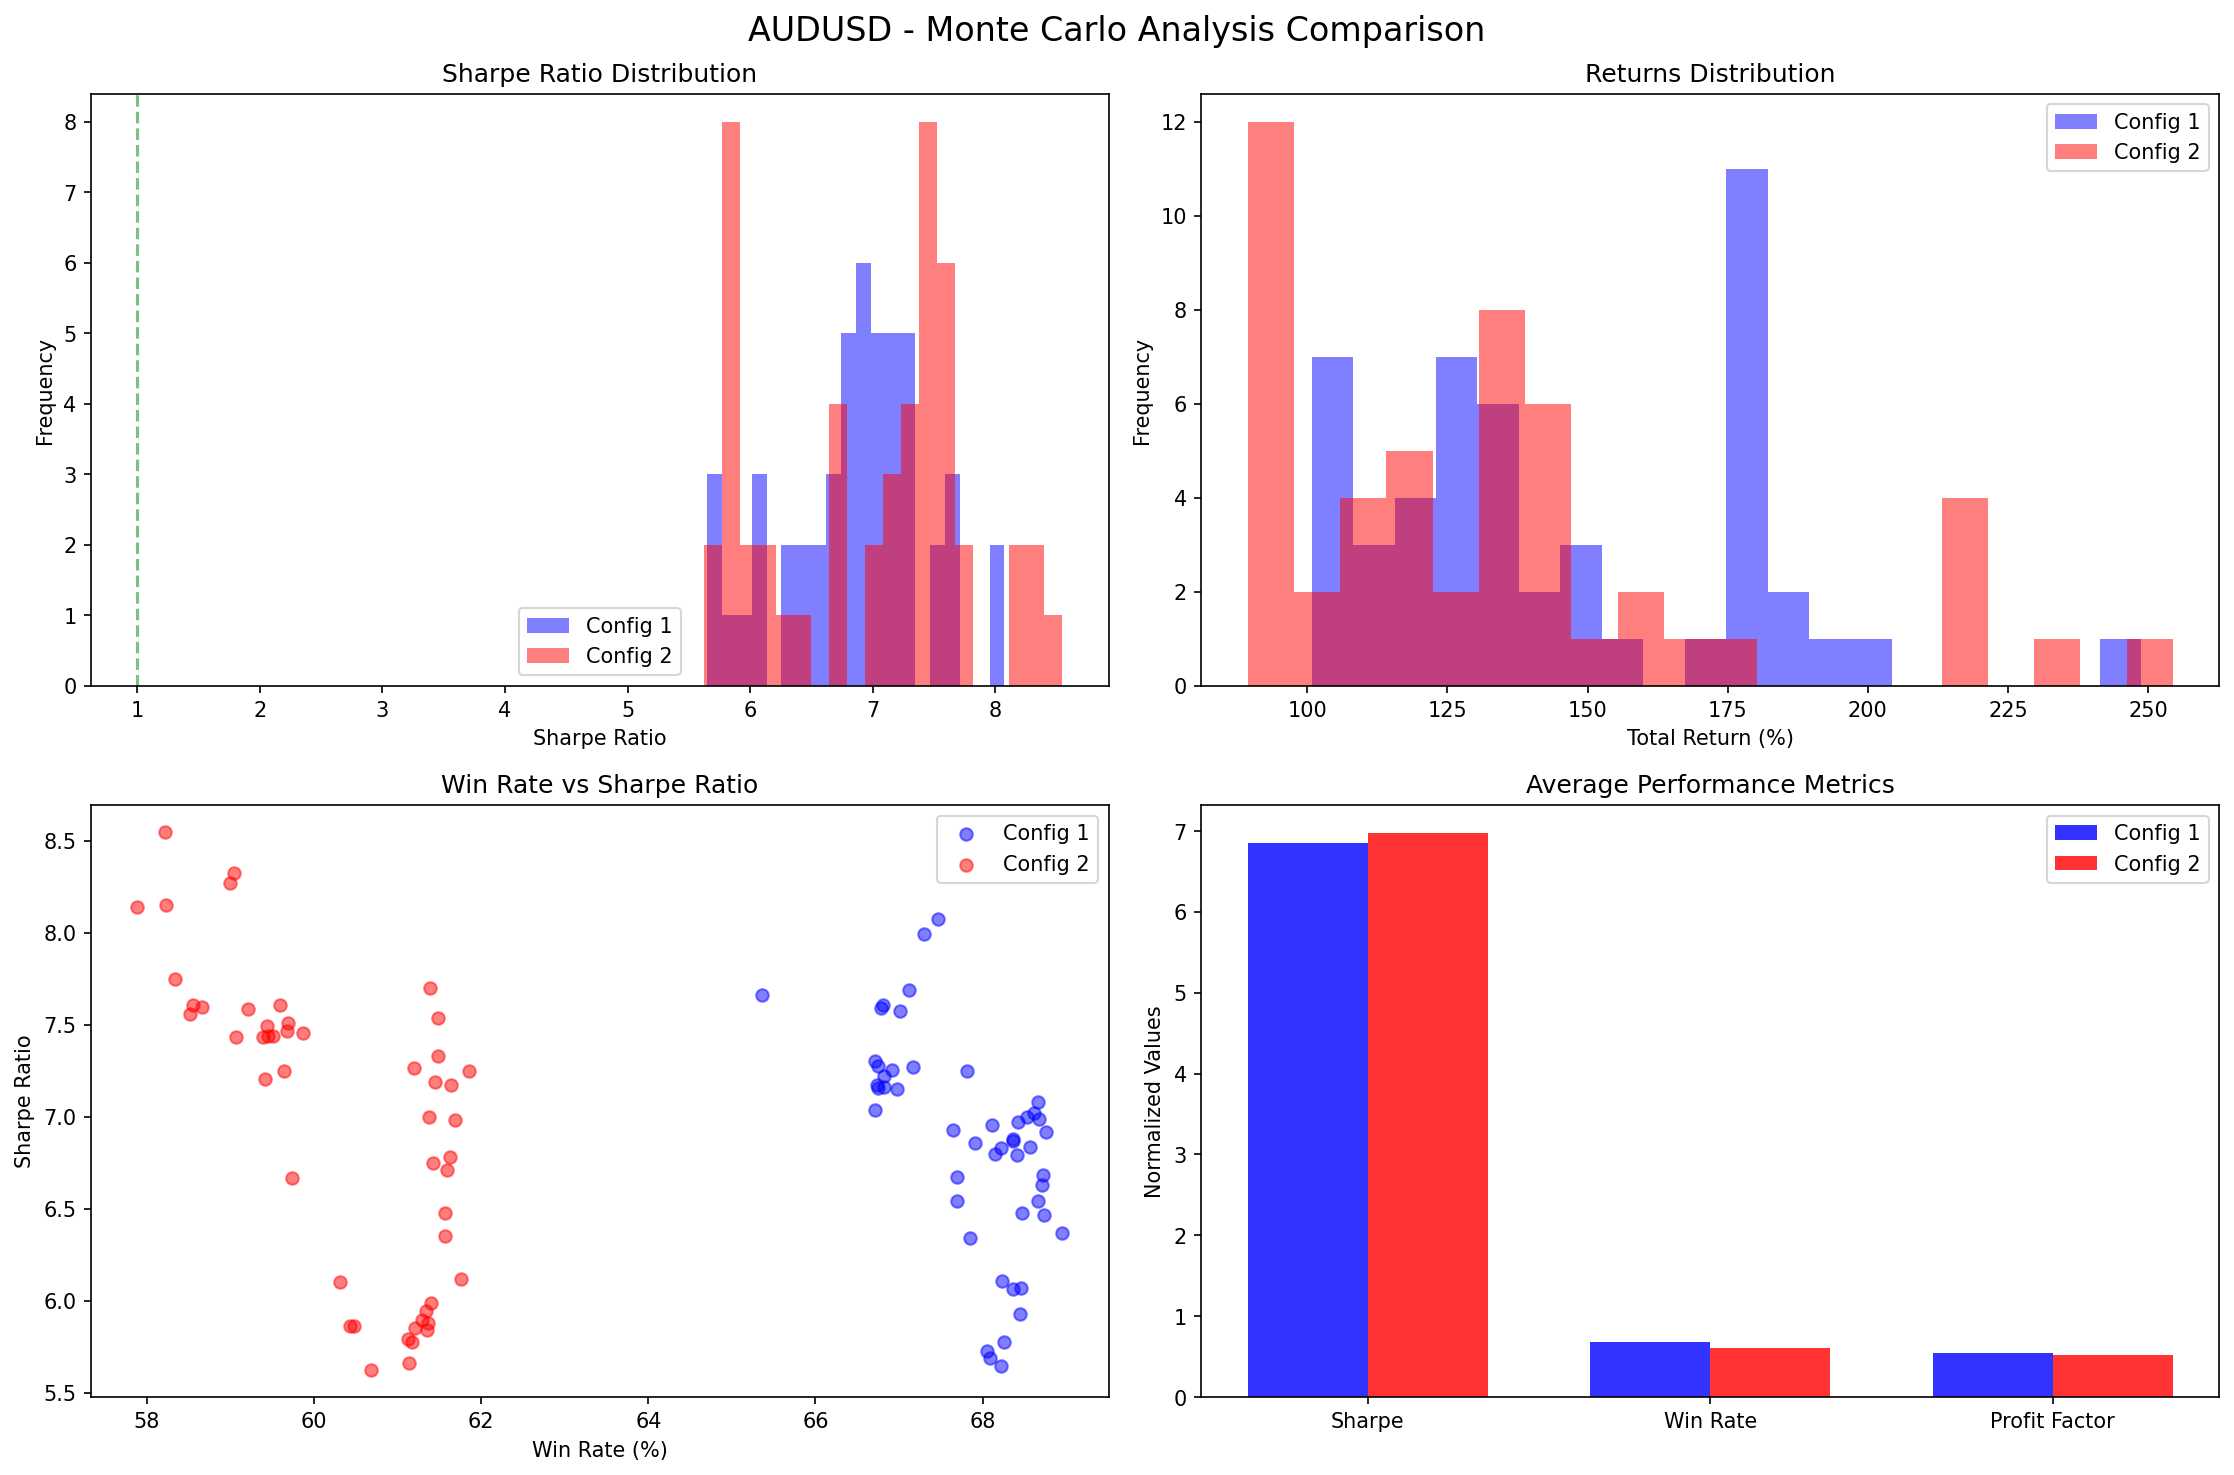 AUDUSD - Monte Carlo Analysis Comparison
Sharpe Ratio Distribution
Frequency
8
7
6
5
4
3
2
1
0
Config 1
Config 2
1 2 3 4 5 6 7 8
Sharpe Ratio
Returns Distribution
Frequency
12
10
8
6
4
2
0
Config 1
Config 2
100 125 150 175 200 225 250
Total Return (%)
Win Rate vs Sharpe Ratio
Sharpe Ratio
8.5
8.0
7.5
7.0
6.5
6.0
5.5
Config 1
Config 2
58 60 62 64 66 68
Win Rate (%)
Average Performance Metrics
Normalized Values
7
6
5
4
3
2
1
0
Config 1
Config 2
Sharpe Win Rate Profit Factor